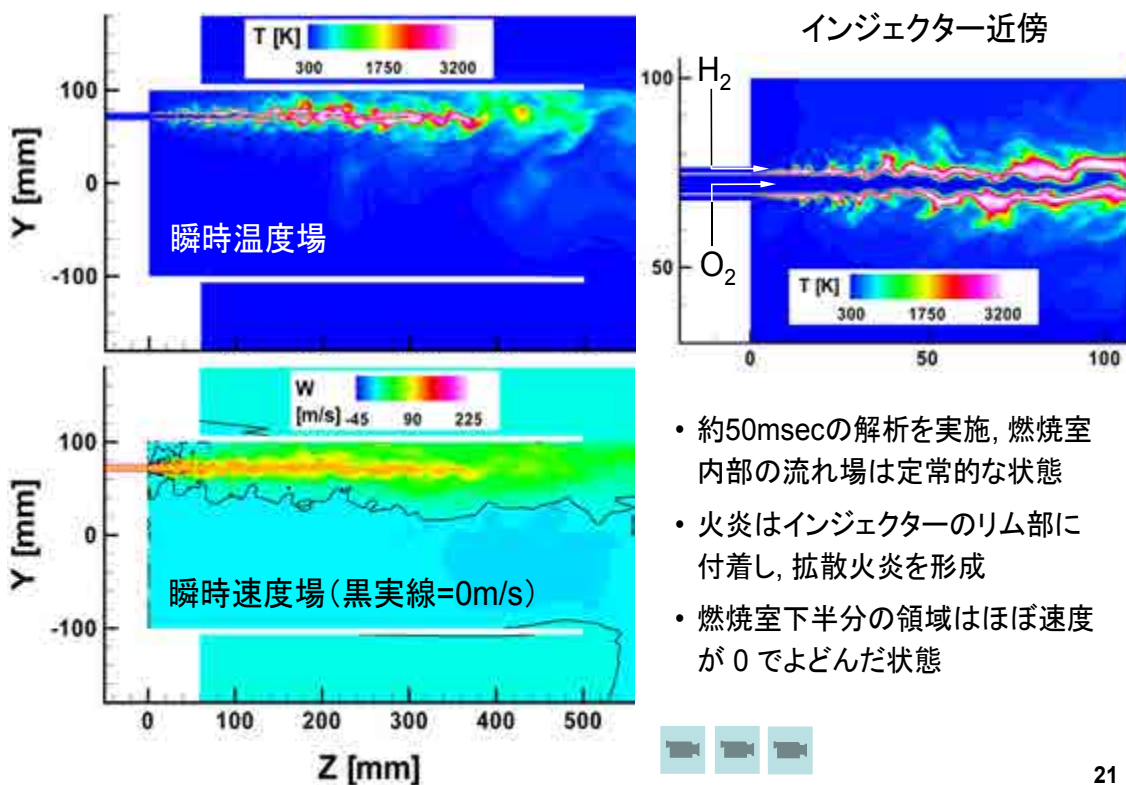 T [K]
300 1750 3200
100
0
-100
Y [mm]
瞬時温度場
W
[m/s] -45 90 225
100
0
-100
Y [mm]
瞬時速度場(黒実線=0m/s)
0 100 200 300 400 500
Z [mm]
インジェクター近傍
100
H2
50
O2
T [K]
300 1750 3200
0 50 100
• 約50msecの解析を実施, 燃焼室
内部の流れ場は定常的な状態
• 火炎はインジェクターのリム部に
付着し, 拡散火炎を形成
• 燃焼室下半分の領域はほぼ速度
が 0 でよどんだ状態
21